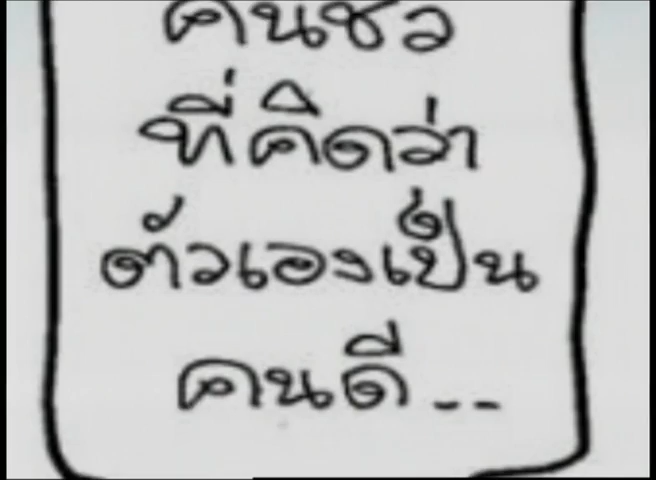 คนชั่ว
ที่คิดว่า
ตัวเองเป็น
คนดี--